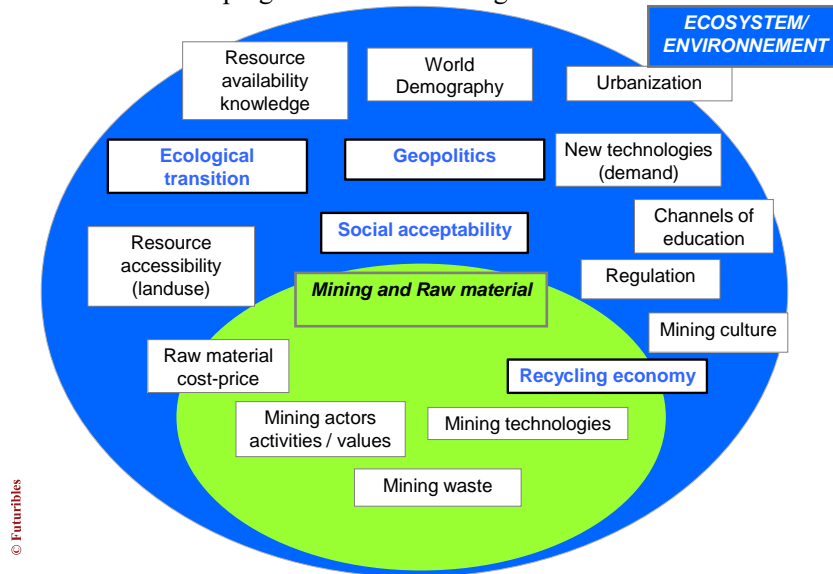 ECOSYSTEM/
ENVIRONNEMENT
Resource
availability
knowledge
World
Demography
Urbanization
Ecological
transition
Geopolitics
New technologies
(demand)
Social acceptability
Channels of
education
Resource
accessibility
(landuse)
Regulation
Mining and Raw material
Mining culture
Raw material
cost-price
Recycling economy
Mining actors
activities / values
Mining technologies
Mining waste
© Futuribles